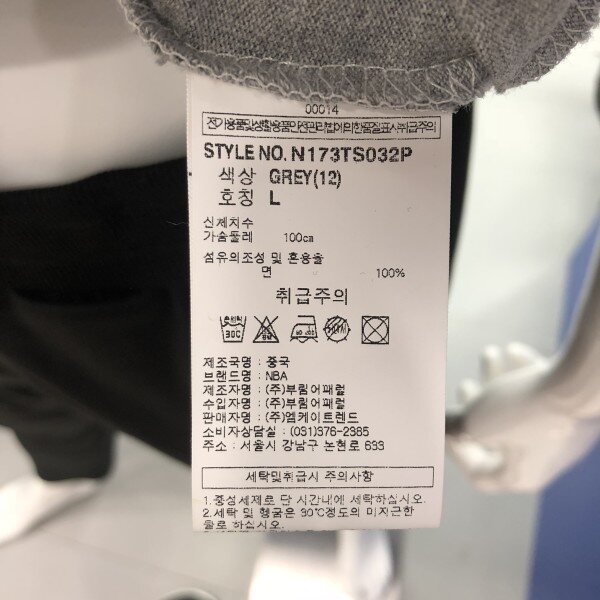 00014
전기용품및생활용품안전관리법에의한품질표시취급주의
STYLE NO. N173TS032P
색상 GREY(12)
호칭 L
신체치수
가슴둘레 100cm
섬유의조성 및 혼용율
면 100%
취급주의
제조국명 : 중국
브랜드명 : NBA
제조자명 : (주)부림어패럴
수입자명 : (주)부림어패럴
판매자명 : (주)엠케이트렌드
소비자상담실 : (031)376-2385
주소 : 서울시 강남구 논현로 633
세탁및취급시 주의사항
1.중성세제로 단 시간내에 세탁하십시오.
2.세탁 및 헹굼은 30℃정도의 미지근한
물로 하십시오.